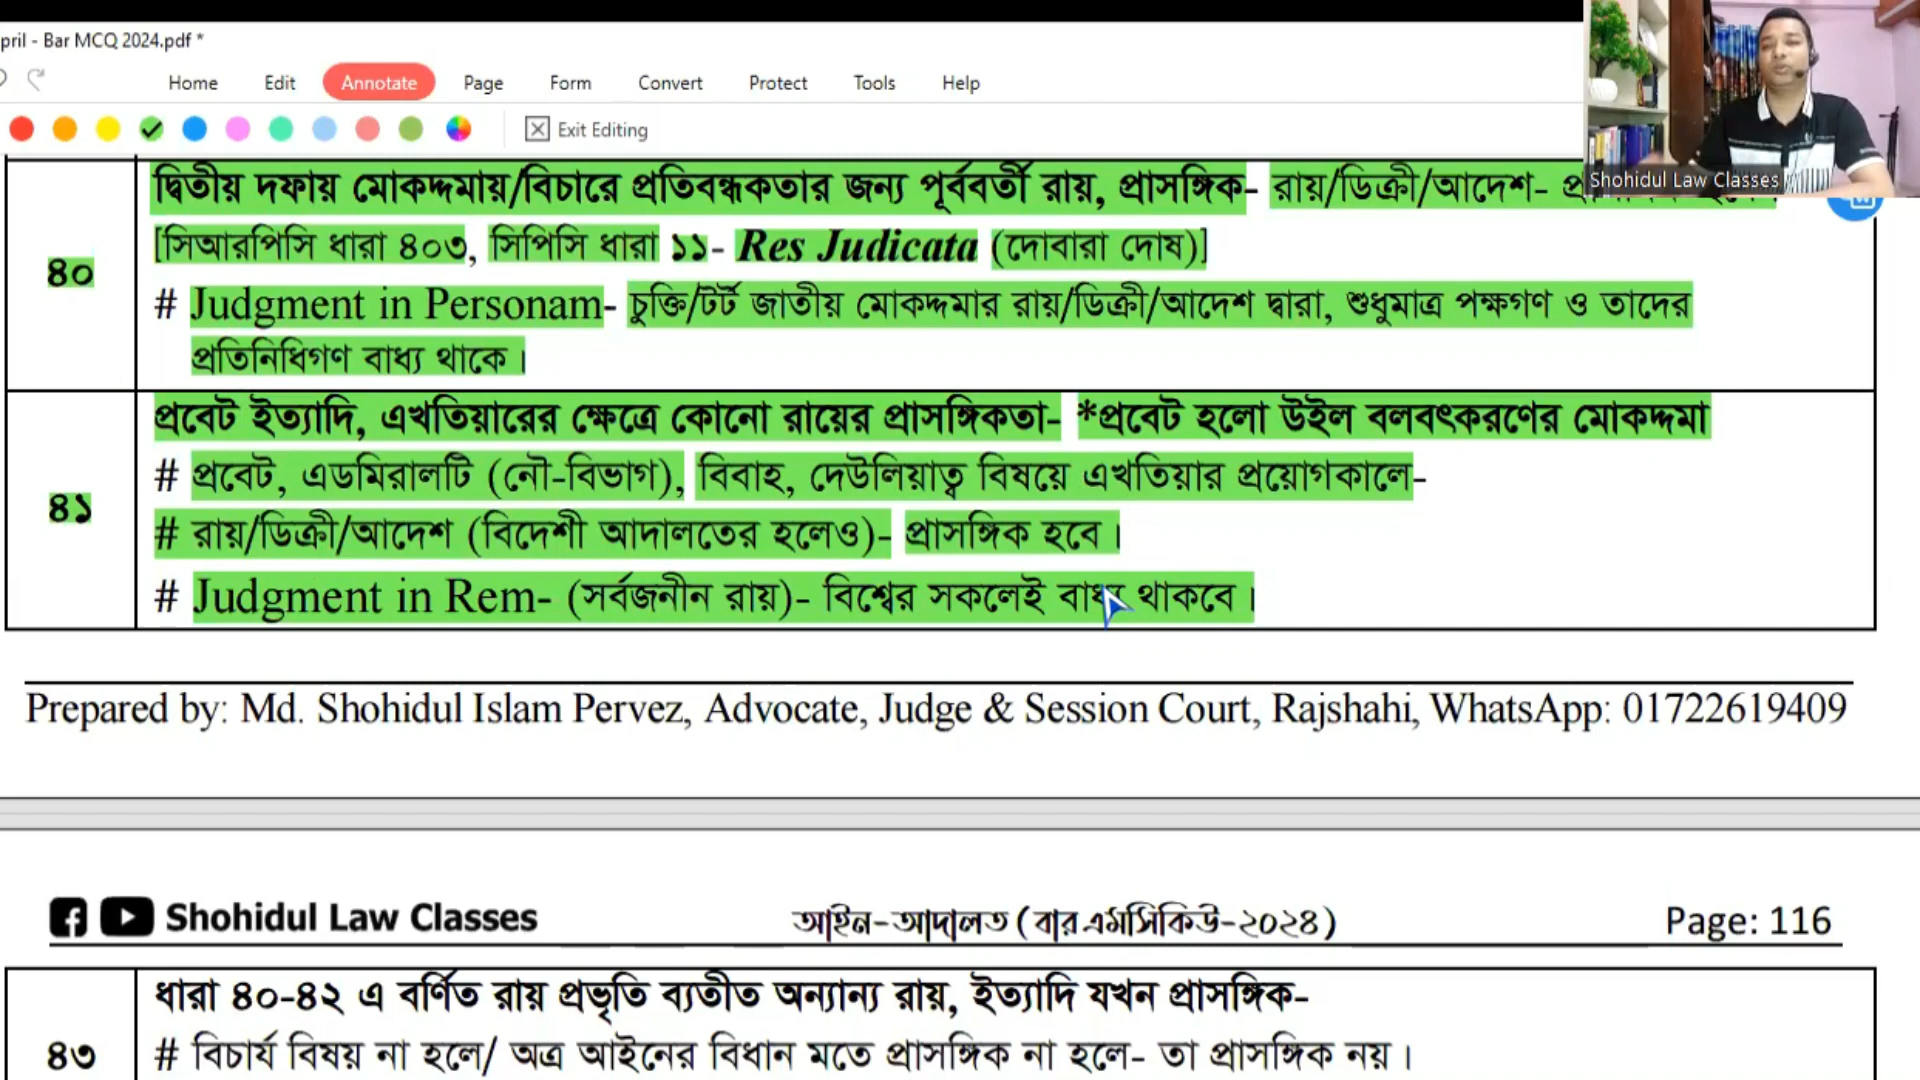 pril - Bar MCQ 2024.pdf *
Home Edit Annotate Page Form Convert Protect Tools Help
Exit Editing
Shohidul Law Classes
৪০
দ্বিতীয় দফায় মোকদ্দমায়/বিচারে প্রতিবন্ধকতার জন্য পূর্ববর্তী রায়, প্রাসঙ্গিক- রায়/ডিক্রী/আদেশ-
[সিআরপিসি ধারা ৪০৩, সিপিসি ধারা ১১- Res Judicata (দোবারা দোষ)]
# Judgment in Personam- চুক্তি/টর্ট জাতীয় মোকদ্দমার রায়/ডিক্রী/আদেশ দ্বারা, শুধুমাত্র পক্ষগণ ও তাদের
প্রতিনিধিগণ বাধ্য থাকে।
৪১
প্রবেট ইত্যাদি, এখতিয়ারের ক্ষেত্রে কোনো রায়ের প্রাসঙ্গিকতা- *প্রবেট হলো উইল বলবৎকরণের মোকদ্দমা
# প্রবেট, এডমিরালটি (নৌ-বিভাগ), বিবাহ, দেউলিয়াত্ব বিষয়ে এখতিয়ার প্রয়োগকালে-
# রায়/ডিক্রী/আদেশ (বিদেশী আদালতের হলেও)- প্রাসঙ্গিক হবে।
# Judgment in Rem- (সর্বজনীন রায়)- বিশ্বের সকলেই বাধ্য থাকবে।
Prepared by: Md. Shohidul Islam Pervez, Advocate, Judge & Session Court, Rajshahi, WhatsApp: 01722619409
Shohidul Law Classes আইন-আদালত (বার এমসিকিউ-২০২৪) Page: 116
ধারা ৪০-৪২ এ বর্ণিত রায় প্রভৃতি ব্যতীত অন্যান্য রায়, ইত্যাদি যখন প্রাসঙ্গিক-
৪৩
# বিচার্য বিষয় না হলে/ অত্র আইনের বিধান মতে প্রাসঙ্গিক না হলে- তা প্রাসঙ্গিক নয়।